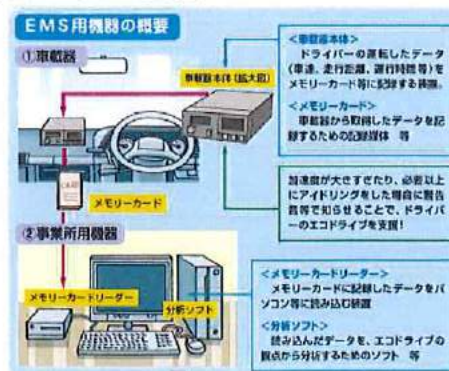 EMS用機器の概要
①車載器
車載器本体(拡大図)
メモリーカード
②事業所用機器
メモリーカードリーダー
分析ソフト
<車載器本体>
ドライバーの運転したデータ
(車速、走行距離、運行時間等)を
メモリーカード等に記録する装置。
<メモリーカード>
車載器から取得したデータを記
録するための記録媒体 等
加速度が大きすぎたり、必要以上
にアイドリングをした場合に警告
音等で知らせることで、ドライバ
ーのエコドライブを支援!
<メモリーカードリーダー>
メモリーカードに記録したデータをパ
ソコン等に読み込む装置
<分析ソフト>
読み込んだデータを、エコドライブの
観点から分析するためのソフト 等